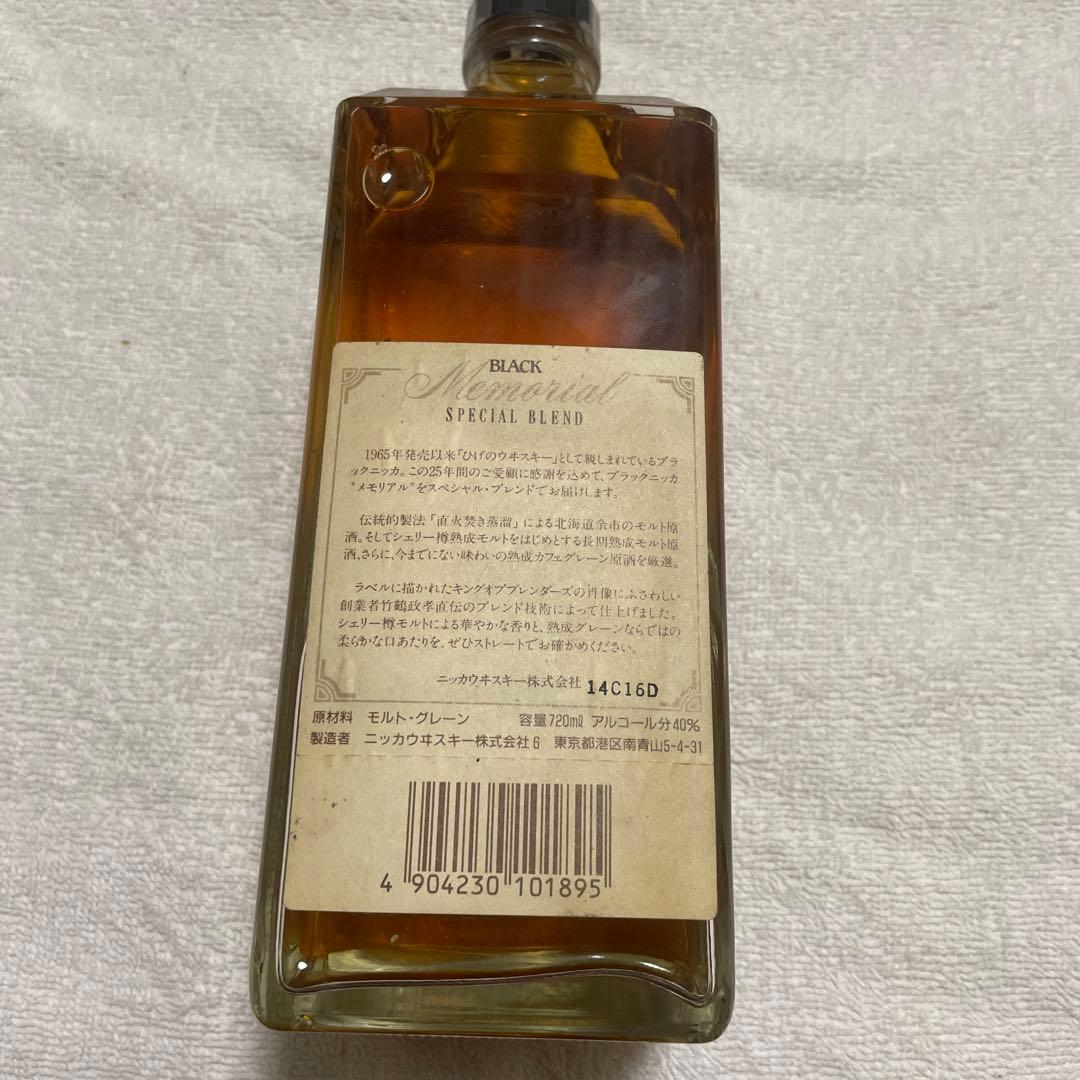 BLACK
Memorial
SPECIAL BLEND
1965年発売以来「ひげのウヰスキー」として親しまれているブラ
ックニッカ。この25年間のご愛顧に感謝を込めて、ブラックニッカ
〝メモリアル〟をスペシャル・ブレンドでお届けします。
伝統的製法「直火焚き蒸溜」による北海道余市のモルト原
酒。そしてシェリー樽熟成モルトをはじめとする長期熟成モルト原
酒、さらに、今までにない味わいの熟成カフェグレーン原酒を厳選。
ラベルに描かれたキングオブブレンダーズの肖像にふさわしい
創業者竹鶴政孝直伝のブレンド技術によって仕上げました。
シェリー樽モルトによる華やかな香りと、熟成グレーンならではの
柔らかな口あたりを、ぜひストレートでお確かめください。
ニッカウヰスキー株式会社 14C16D
原材料 モルト・グレーン 容量720mℓ アルコール分40%
製造者 ニッカウヰスキー株式会社6 東京都港区南青山5-4-31
4 904230 101895